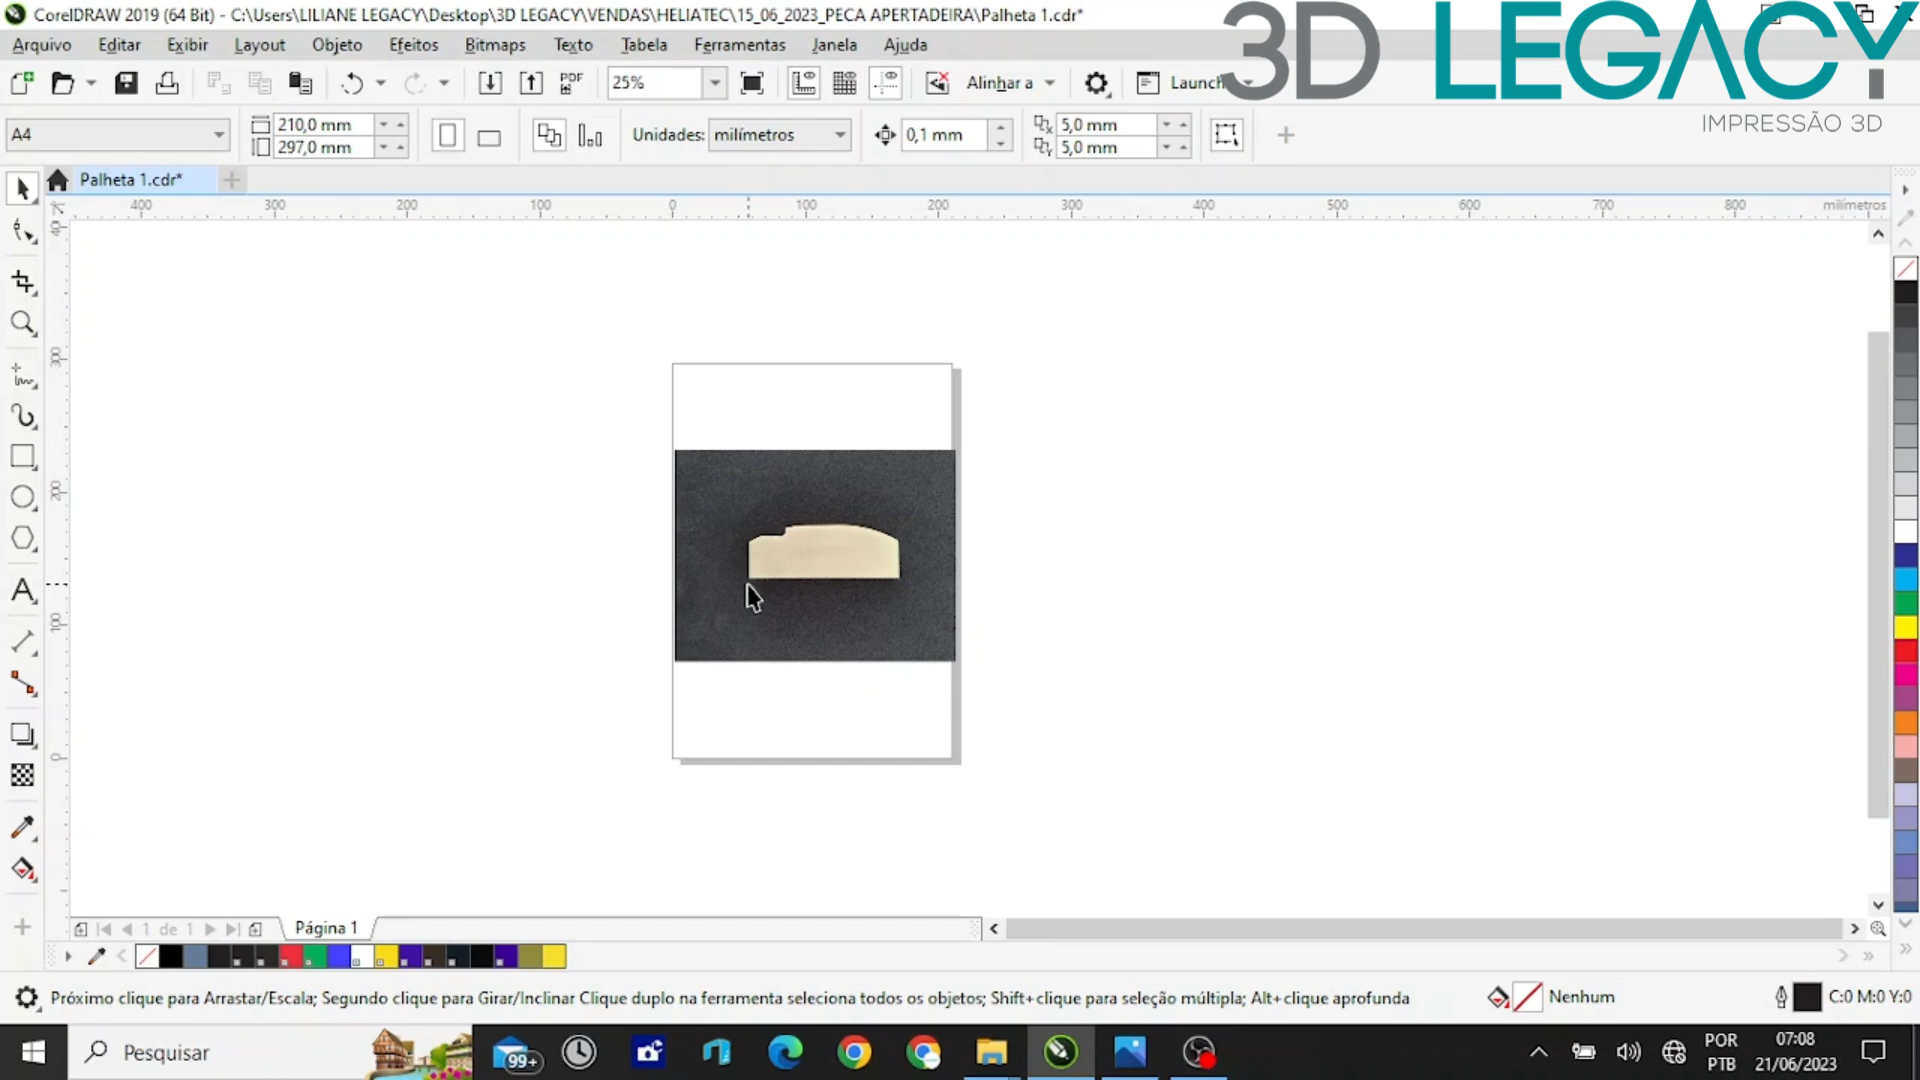 CorelDRAW 2019 (64 Bit) - C:\Users\LILIANE LEGACY\Desktop\3D LEGACY\VENDAS\HELIATEC\15_06_2023_PECA APERTADEIRA\Palheta 1.cdr*
3D LEGACY
IMPRESSÃO 3D
Arquivo Editar Exibir Layout Objeto Efeitos Bitmaps Texto Tabela Ferramentas Janela Ajuda
PDF 25% Alinhar a Launch
A4 210,0 mm 297,0 mm Unidades: milímetros 0,1 mm 5,0 mm 5,0 mm
Palheta 1.cdr*
400 300 200 100 0 100 200 300 400 500 600 700 800 milímetros
300
200
100
0
1 de 1 Página 1
Próximo clique para Arrastar/Escala; Segundo clique para Girar/Inclinar Clique duplo na ferramenta seleciona todos os objetos; Shift+clique para seleção múltipla; Alt+clique aprofunda
Nenhum
C:0 M:0 Y:0
Pesquisar
99+
POR
PTB
07:08
21/06/2023